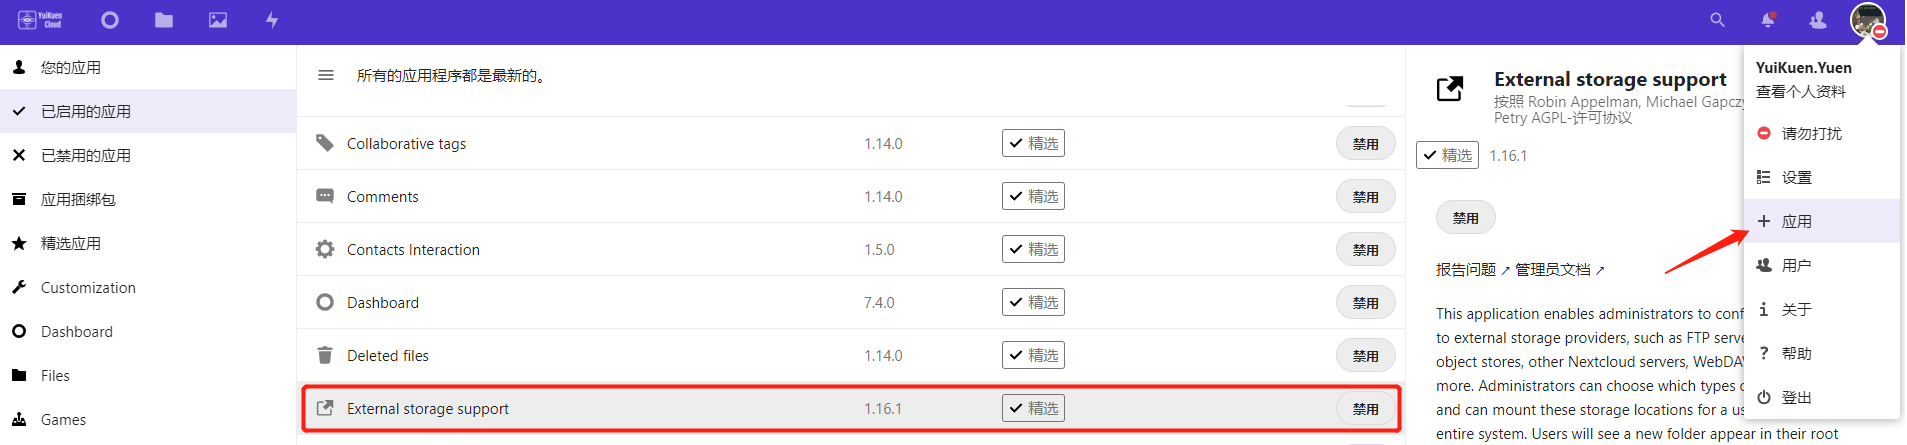 YuiKuen
Cloud
您的应用
已启用的应用
已禁用的应用
应用捆绑包
精选应用
Customization
Dashboard
Files
Games
所有的应用程序都是最新的。
Collaborative tags 1.14.0 精选 禁用
Comments 1.14.0 精选 禁用
Contacts Interaction 1.5.0 精选 禁用
Dashboard 7.4.0 精选 禁用
Deleted files 1.14.0 精选 禁用
External storage support 1.16.1 精选 禁用
External storage support
按照 Robin Appelman, Michael Gapczy
Petry AGPL-许可协议
精选 1.16.1
禁用
报告问题 ↗ 管理员文档 ↗
This application enables administrators to conf
to external storage providers, such as FTP serve
object stores, other Nextcloud servers, WebDAV
more. Administrators can choose which types o
and can mount these storage locations for a us
entire system. Users will see a new folder appear in their root
YuiKuen.Yuen
查看个人资料
请勿打扰
设置
应用
用户
关于
帮助
登出